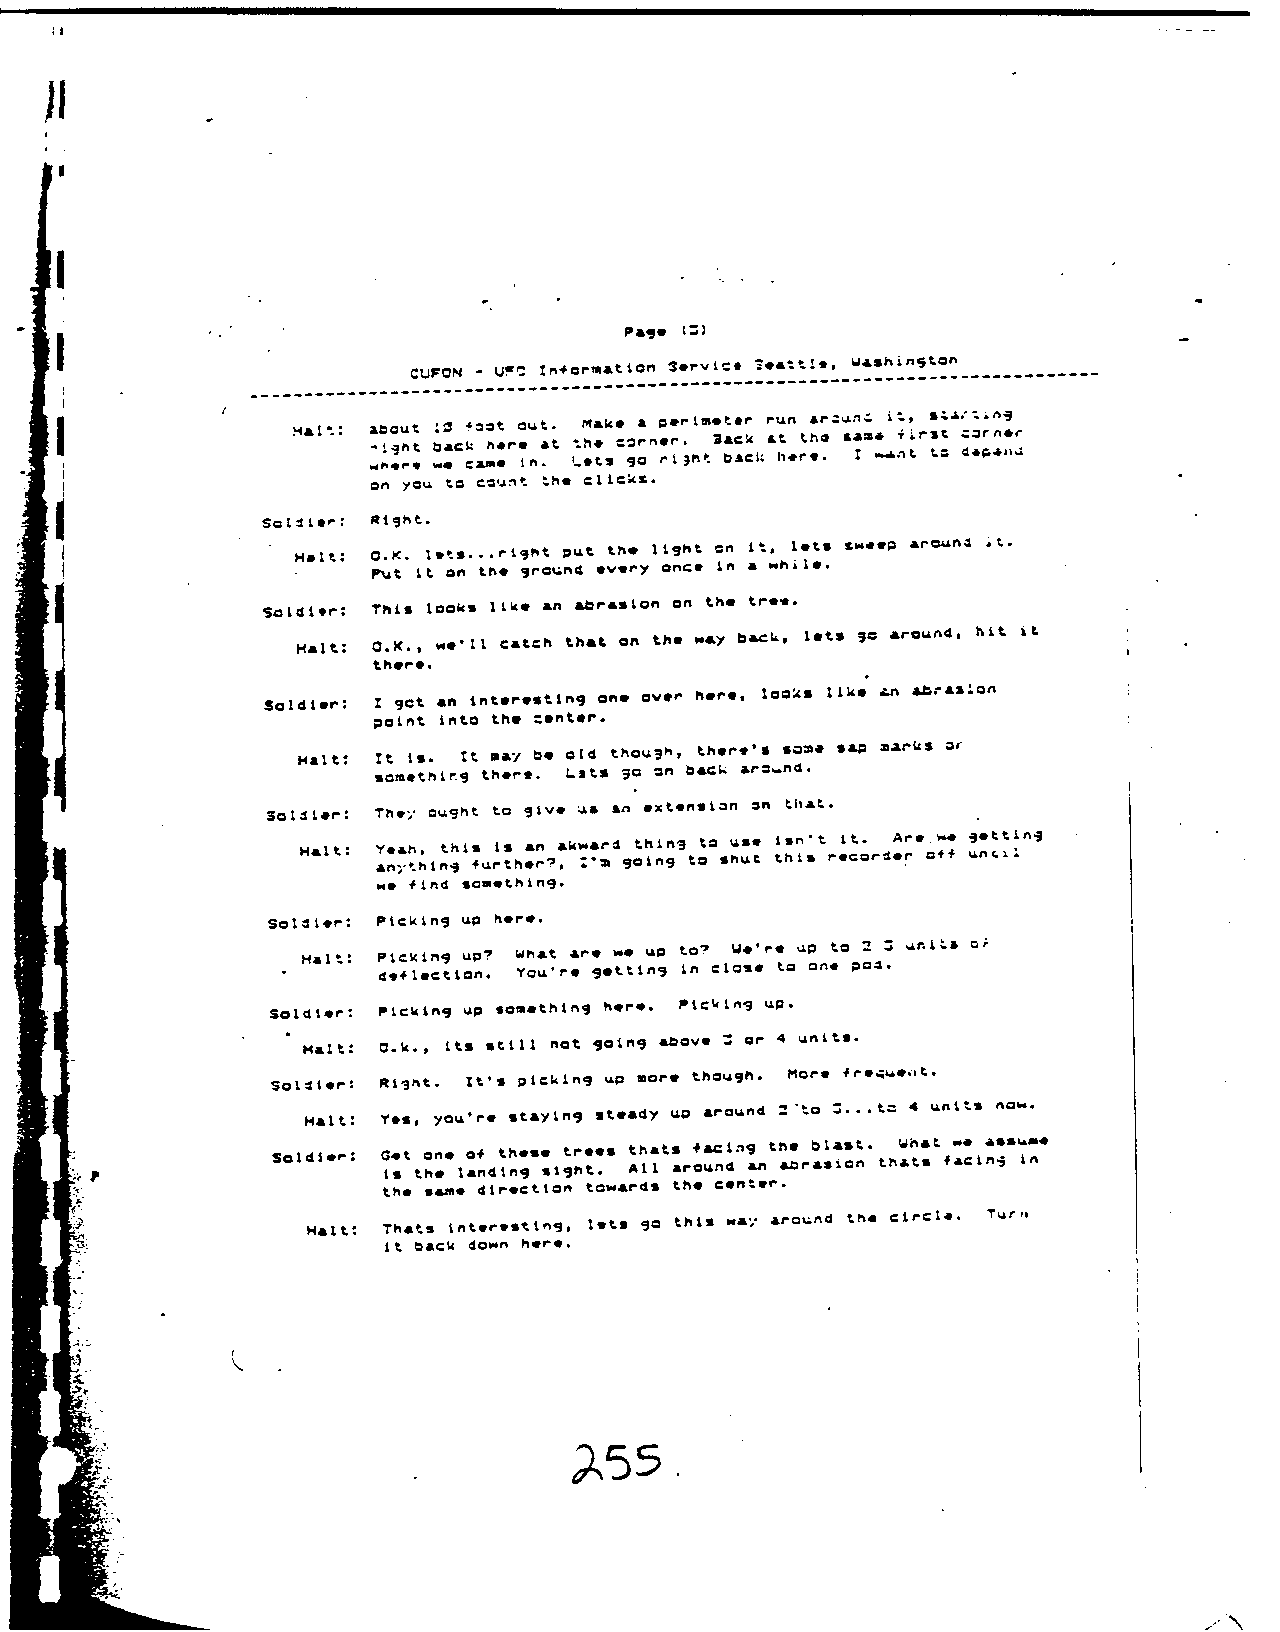 Page (3)
CUFON - UFO Information Service Seattle, Washington
Halt: about 18 foot out. Make a perimeter run around it, starting
right back here at the corner. Back at the same first corner
where we came in. Lets go right back here. I want to depend
on you to count the clicks.
Soldier: Right.
Halt: O.K. lets...right put the light on it, lets sweep around it.
Put it on the ground every once in a while.
Soldier: This looks like an abrasion on the tree.
Halt: O.K., we'll catch that on the way back, lets go around, hit it
there.
Soldier: I got an interesting one over here, looks like an abrasion
point into the center.
Halt: It is. It may be old though, there's some sap marks or
something there. Lets go on back around.
Soldier: They ought to give us an extension on that.
Halt: Yeah, this is an akward thing to use isn't it. Are we getting
anything further?, I'm going to shut this recorder off until
we find something.
Soldier: Picking up here.
Halt: Picking up? What are we up to? We're up to 2 3 units of
deflection. You're getting in close to one pod.
Soldier: Picking up something here. Picking up.
Halt: O.k., its still not going above 3 or 4 units.
Soldier: Right. It's picking up more though. More frequent.
Halt: Yes, you're staying steady up around 2 to 3...to 4 units now.
Soldier: Get one of these trees thats facing the blast. What we assume
is the landing sight. All around an abrasion thats facing in
the same direction towards the center.
Halt: Thats interesting, lets go this way around the circle. Turn
it back down here.
255